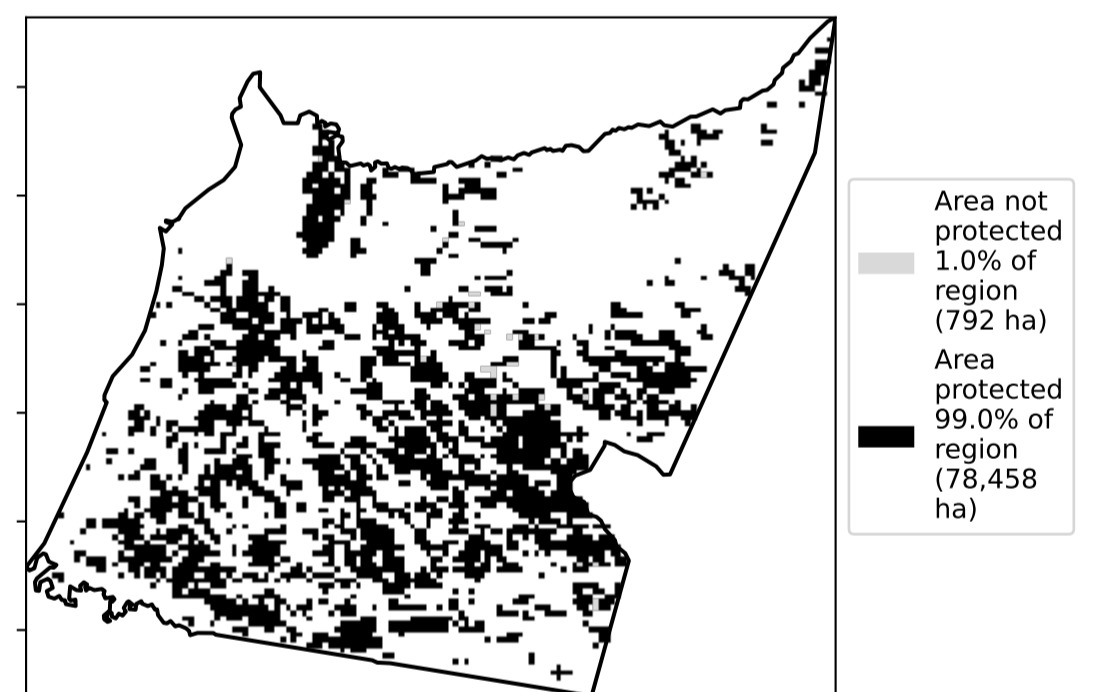 Area not
protected
1.0% of
region
(792 ha)
Area
protected
99.0% of
region
(78,458
ha)